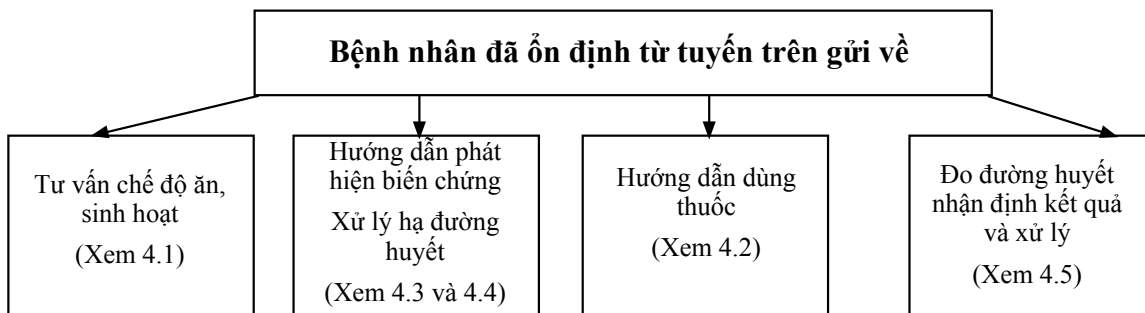 Bệnh nhân đã ổn định từ tuyến trên gửi về
Tư vấn chế độ ăn,
sinh hoạt
(Xem 4.1)
Hướng dẫn phát
hiện biến chứng
Xử lý hạ đường
huyết
(Xem 4.3 và 4.4)
Hướng dẫn dùng
thuốc
(Xem 4.2)
Đo đường huyết
nhận định kết quả
và xử lý
(Xem 4.5)